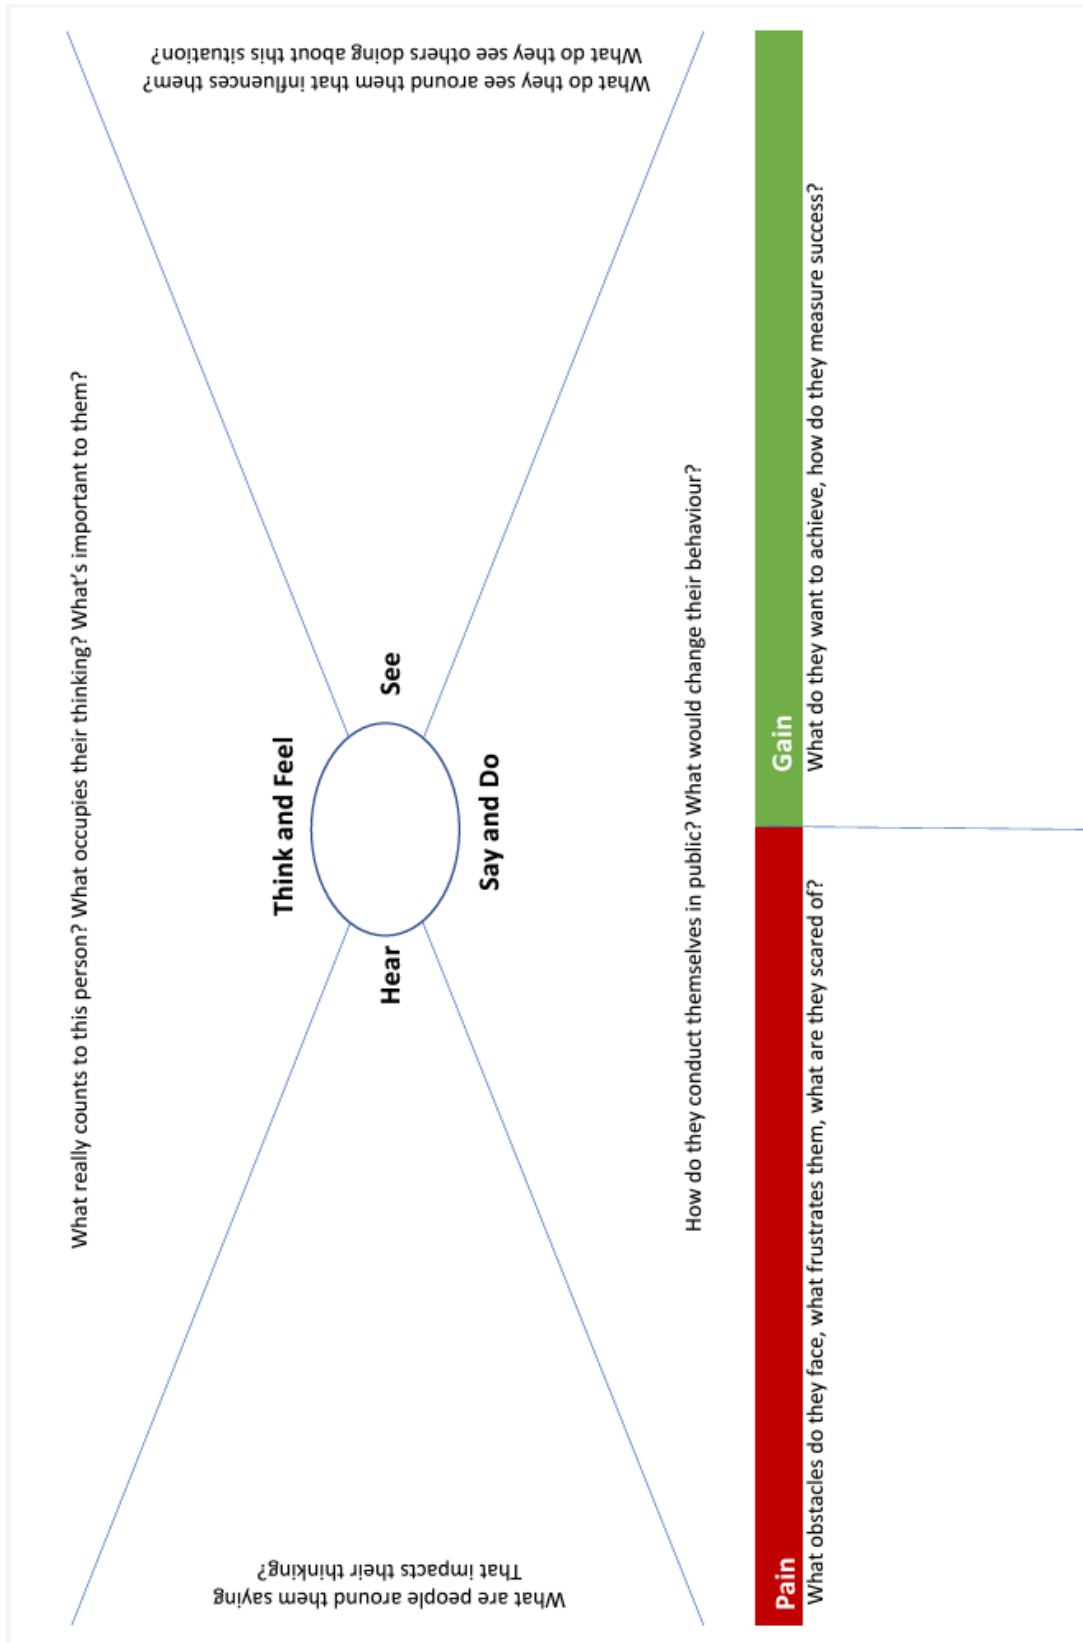 What really counts to this person? What occupies their thinking? What's important to them?
Think and Feel
What are people around them saying
That impacts their thinking?
Hear
See
What do they see around them that influences them?
What do they see others doing about this situation?
Say and Do
How do they conduct themselves in public? What would change their behaviour?
Pain
What obstacles do they face, what frustrates them, what are they scared of?
Gain
What do they want to achieve, how do they measure success?